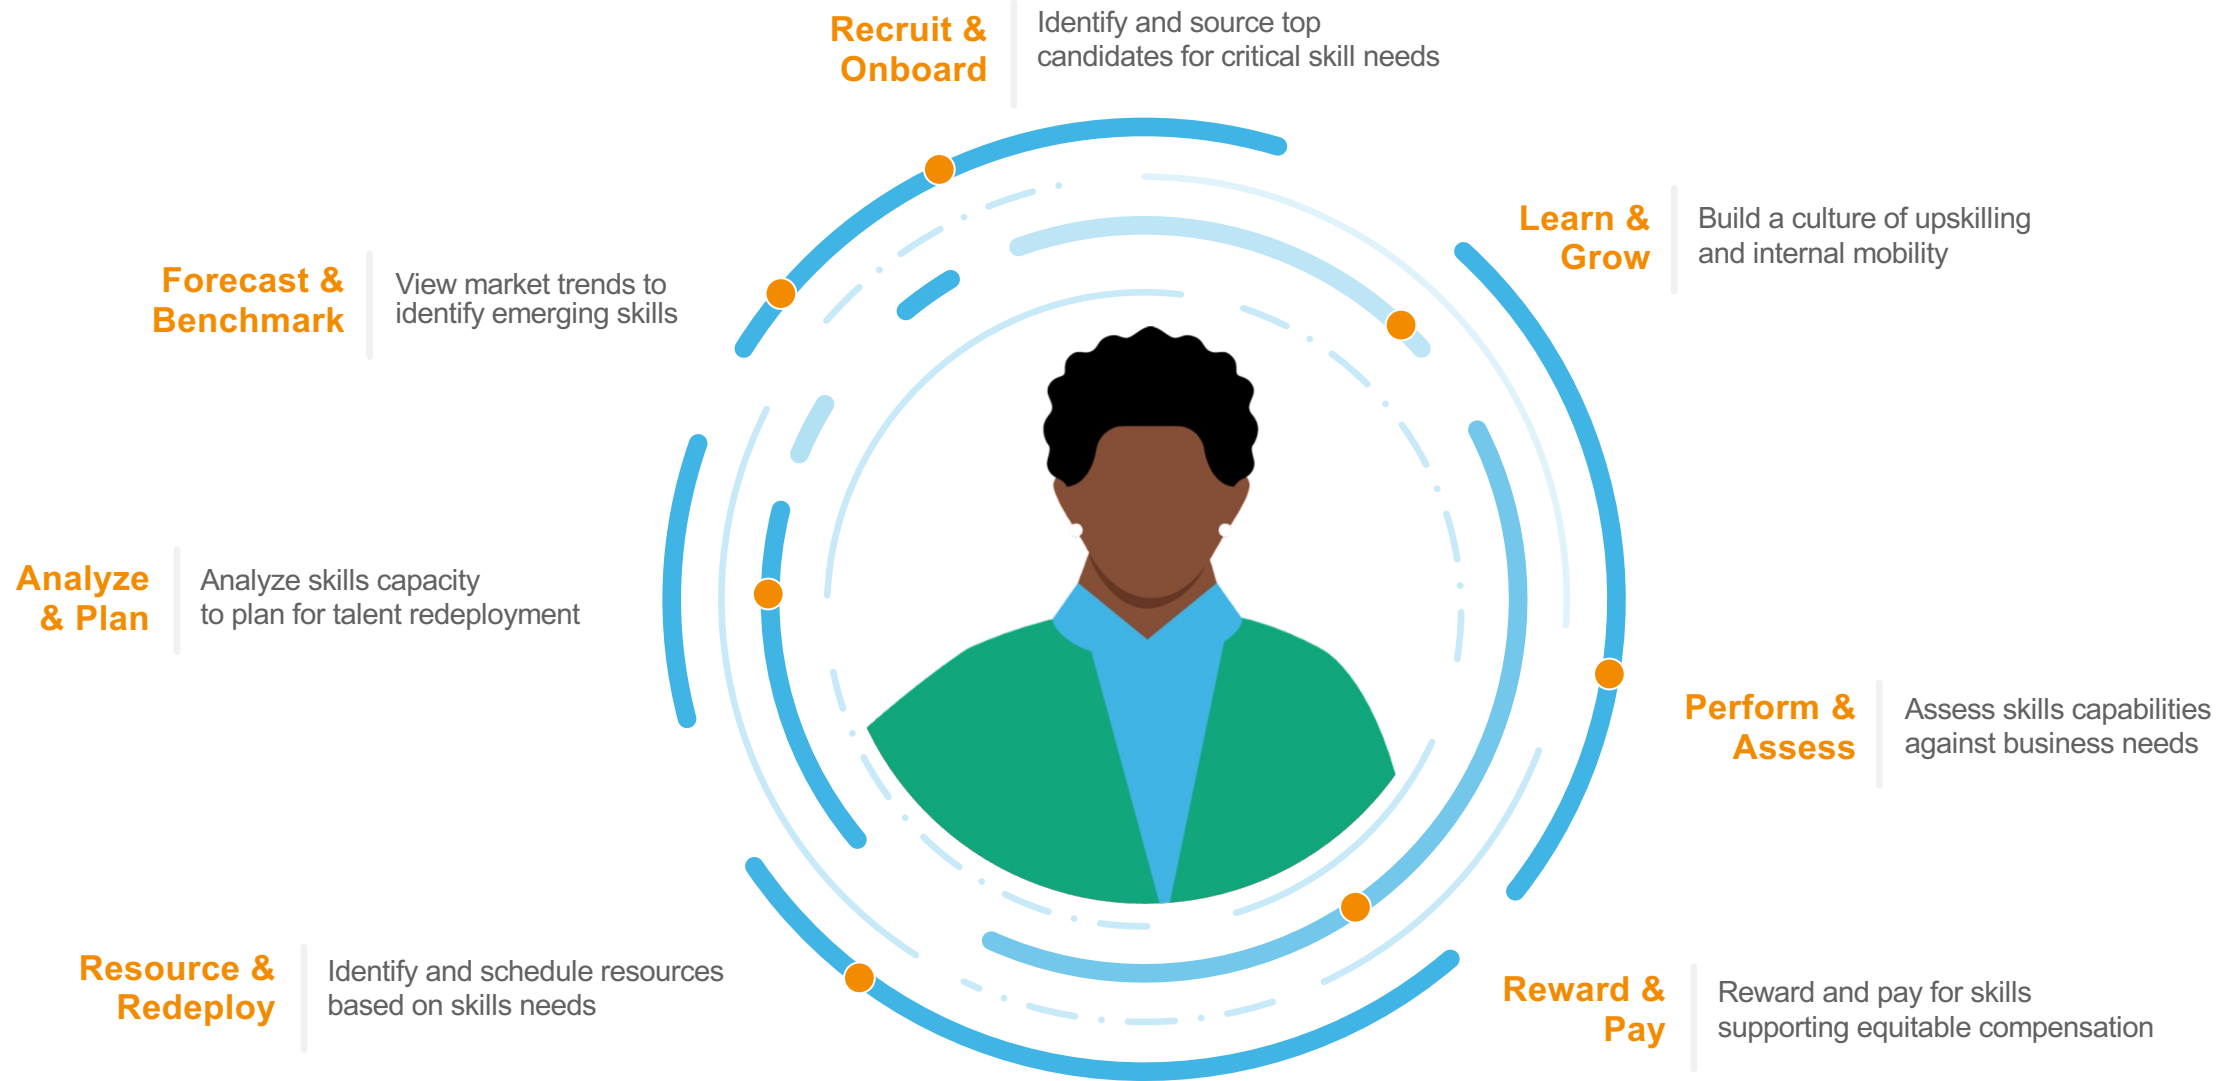 Recruit &
Onboard
Identify and source top
candidates for critical skill needs
Learn &
Grow
Build a culture of upskilling
and internal mobility
Forecast &
Benchmark
View market trends to
identify emerging skills
Analyze
& Plan
Analyze skills capacity
to plan for talent redeployment
Perform &
Assess
Assess skills capabilities
against business needs
Resource &
Redeploy
Identify and schedule resources
based on skills needs
Reward &
Pay
Reward and pay for skills
supporting equitable compensation